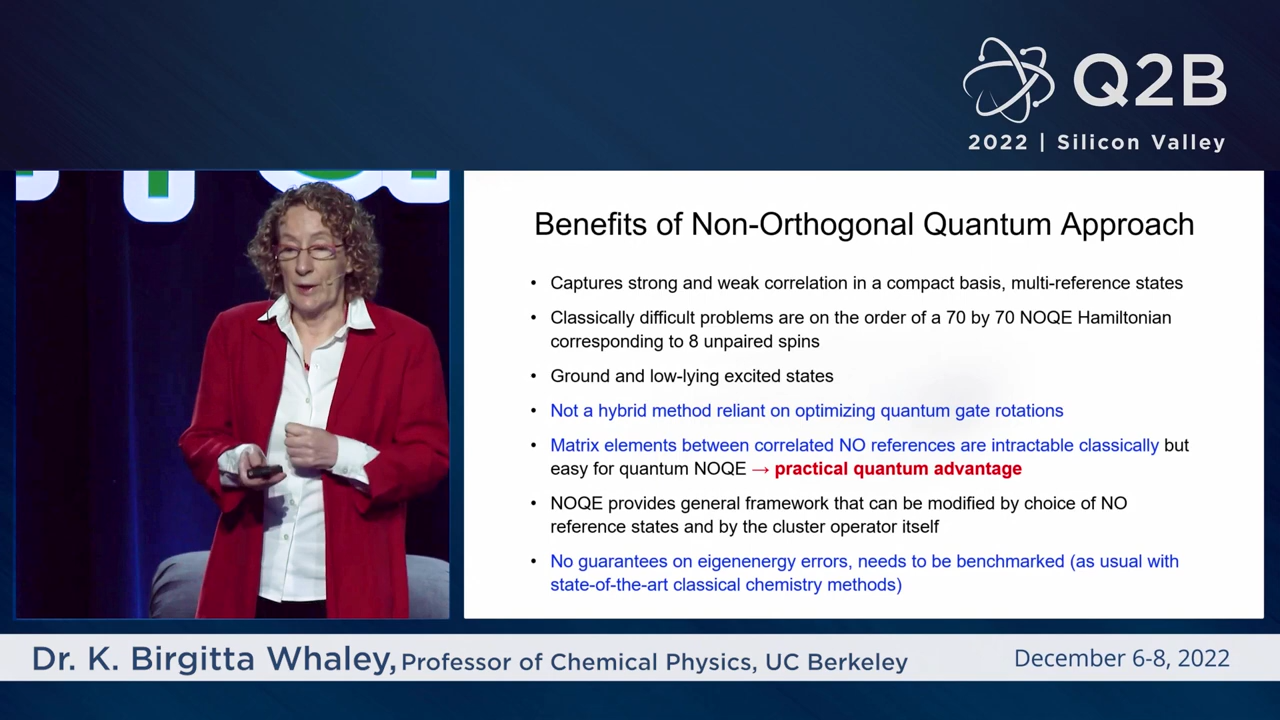 Q2B
2022 | Silicon Valley
Benefits of Non-Orthogonal Quantum Approach
• Captures strong and weak correlation in a compact basis, multi-reference states
• Classically difficult problems are on the order of a 70 by 70 NOQE Hamiltonian
corresponding to 8 unpaired spins
• Ground and low-lying excited states
• Not a hybrid method reliant on optimizing quantum gate rotations
• Matrix elements between correlated NO references are intractable classically but
easy for quantum NOQE → practical quantum advantage
• NOQE provides general framework that can be modified by choice of NO
reference states and by the cluster operator itself
• No guarantees on eigenenergy errors, needs to be benchmarked (as usual with
state-of-the-art classical chemistry methods)
Dr. K. Birgitta Whaley, Professor of Chemical Physics, UC Berkeley
December 6-8, 2022